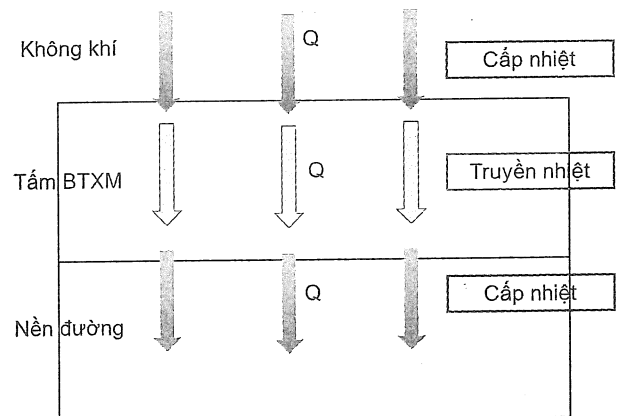 Không khí
Q
Cấp nhiệt
Tấm BTXM
Q
Truyền nhiệt
Nền đường
Q
Cấp nhiệt